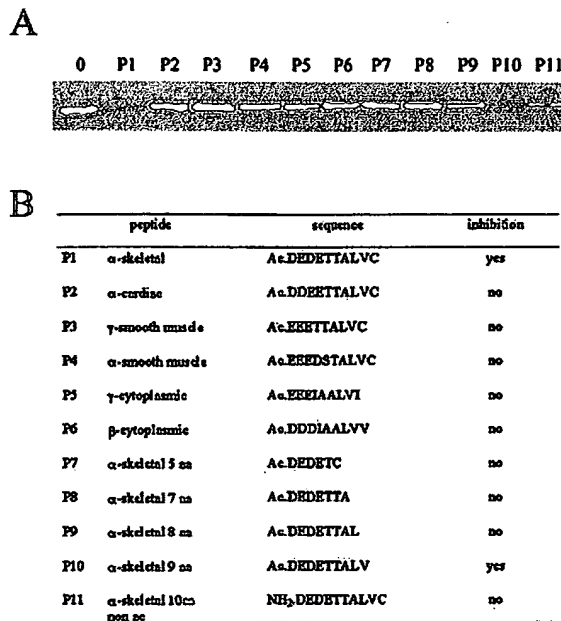 A
0 P1 P2 P3 P4 P5 P6 P7 P8 P9 P10 P11
B
peptide sequence inhibition
P1 α-skeletal Ac.DEDETTALVC yes
P2 α-cardiac Ac.DDEETTALVC no
P3 γ-smooth muscle Ac.EEETTALVC no
P4 α-smooth muscle Ac.EEEDSTALVC no
P5 γ-cytoplasmic Ac.EEEIAALVI no
P6 β-cytoplasmic Ac.DDDIAALVV no
P7 α-skeletal 5 aa Ac.DEDETC no
P8 α-skeletal 7 aa Ac.DEDETTA no
P9 α-skeletal 8 aa Ac.DEDETTAL no
P10 α-skeletal 9 aa Ac.DEDETTALV yes
P11 α-skeletal 10aa NH₂.DEDETTALVC no
non ac